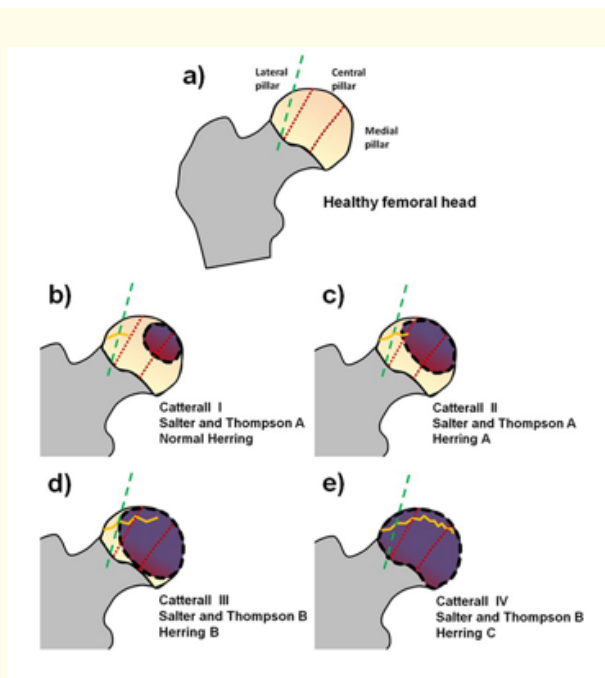 a)
Lateral
pillar
Central
pillar
Medial
pillar
Healthy femoral head
b)
Catterall I
Salter and Thompson A
Normal Herring
c)
Catterall II
Salter and Thompson A
Herring A
d)
Catterall III
Salter and Thompson B
Herring B
e)
Catterall IV
Salter and Thompson B
Herring C